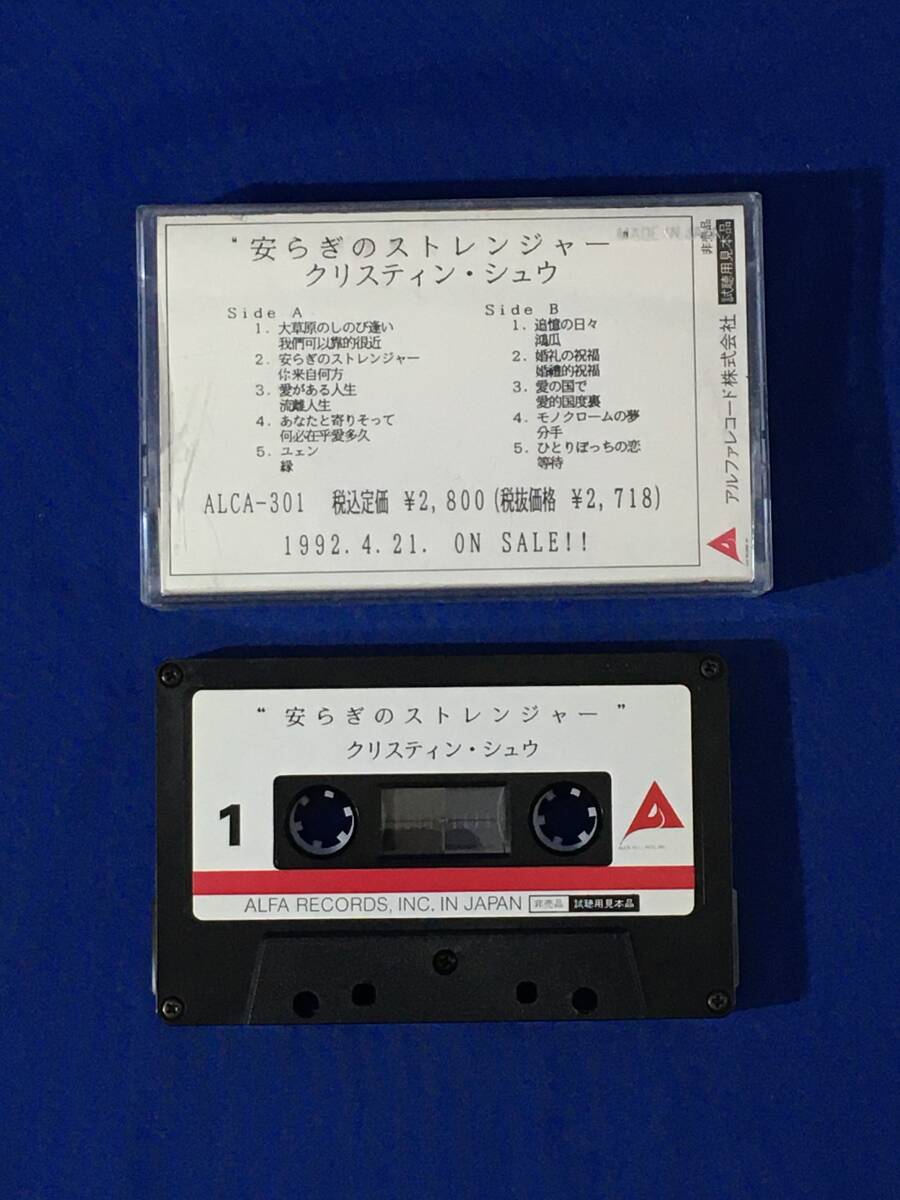 “安らぎのストレンジャー”
クリスティン・シュウ
Side A
1. 大草原のしのび逢い
我們可以靠的很近
2. 安らぎのストレンジャー
你来自何方
3. 愛がある人生
流離人生
4. あなたと寄りそって
何必在乎愛多久
5. ユェン
縁
Side B
1. 追憶の日々
鴻瓜
2. 婚礼の祝福
婚禮的祝福
3. 愛の国で
愛的国度裏
4. モノクロームの夢
分手
5. ひとりぼっちの恋
等待
ALCA-301 税込定価 ¥2,800(税抜価格 ¥2,718)
1992.4.21. ON SALE!!
非売品
試聴用見本品
アルファレコード株式会社
“安らぎのストレンジャー”
クリスティン・シュウ
1
ALFA RECORDS, INC. IN JAPAN 非売品 試聴用見本品